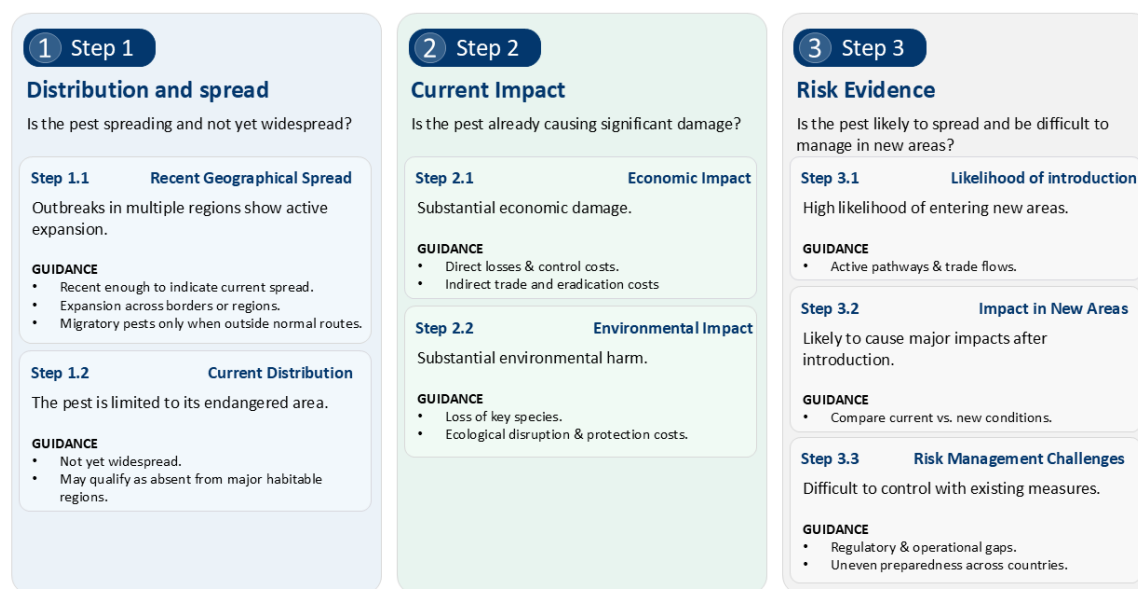 1 Step 1
Distribution and spread
Is the pest spreading and not yet widespread?
Step 1.1 Recent Geographical Spread
Outbreaks in multiple regions show active
expansion.
GUIDANCE
• Recent enough to indicate current spread.
• Expansion across borders or regions.
• Migratory pests only when outside normal routes.
Step 1.2 Current Distribution
The pest is limited to its endangered area.
GUIDANCE
• Not yet widespread.
• May qualify as absent from major habitable
regions.
2 Step 2
Current Impact
Is the pest already causing significant damage?
Step 2.1 Economic Impact
Substantial economic damage.
GUIDANCE
• Direct losses & control costs.
• Indirect trade and eradication costs
Step 2.2 Environmental Impact
Substantial environmental harm.
GUIDANCE
• Loss of key species.
• Ecological disruption & protection costs.
3 Step 3
Risk Evidence
Is the pest likely to spread and be difficult to
manage in new areas?
Step 3.1 Likelihood of introduction
High likelihood of entering new areas.
GUIDANCE
• Active pathways & trade flows.
Step 3.2 Impact in New Areas
Likely to cause major impacts after
introduction.
GUIDANCE
• Compare current vs. new conditions.
Step 3.3 Risk Management Challenges
Difficult to control with existing measures.
GUIDANCE
• Regulatory & operational gaps.
• Uneven preparedness across countries.